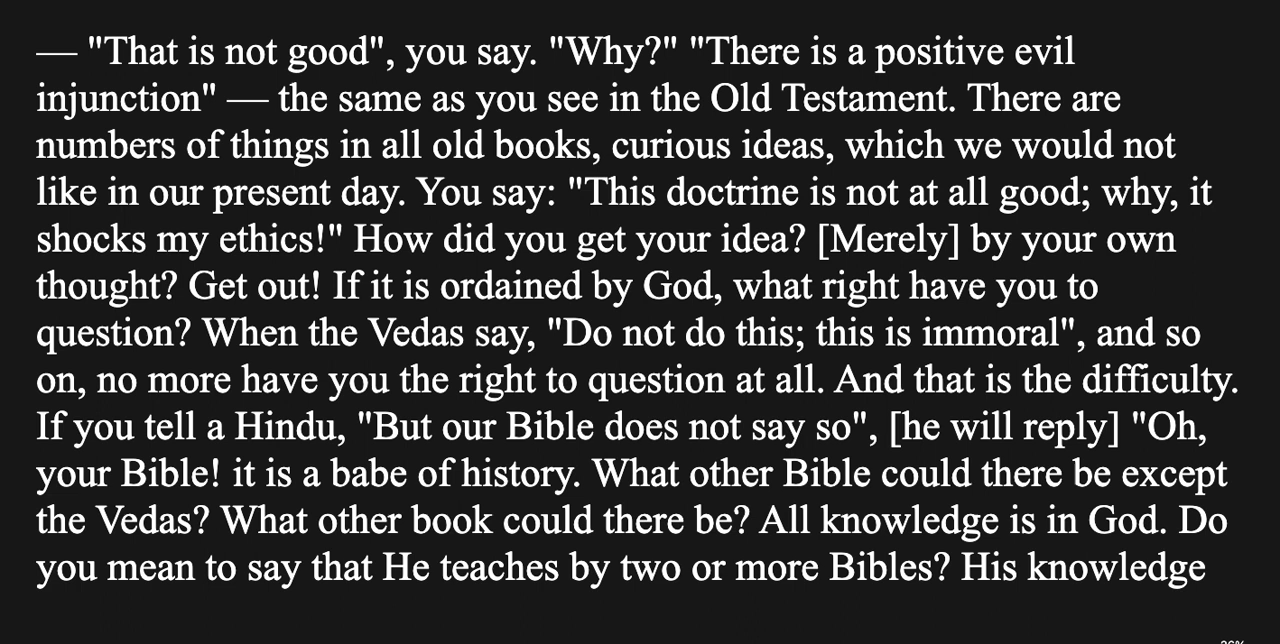 — "That is not good", you say. "Why?" "There is a positive evil
injunction" — the same as you see in the Old Testament. There are
numbers of things in all old books, curious ideas, which we would not
like in our present day. You say: "This doctrine is not at all good; why, it
shocks my ethics!" How did you get your idea? [Merely] by your own
thought? Get out! If it is ordained by God, what right have you to
question? When the Vedas say, "Do not do this; this is immoral", and so
on, no more have you the right to question at all. And that is the difficulty.
If you tell a Hindu, "But our Bible does not say so", [he will reply] "Oh,
your Bible! it is a babe of history. What other Bible could there be except
the Vedas? What other book could there be? All knowledge is in God. Do
you mean to say that He teaches by two or more Bibles? His knowledge